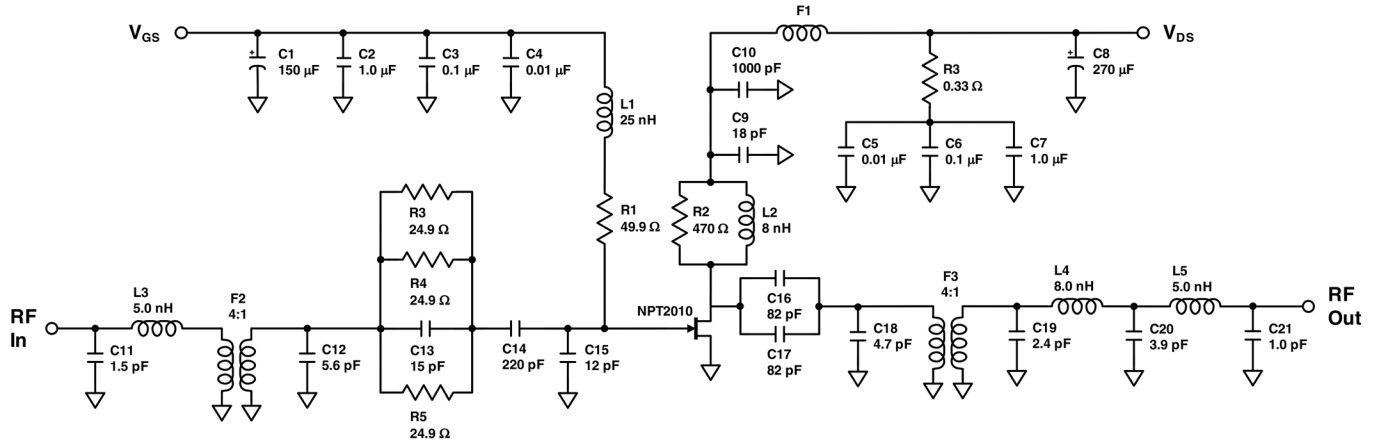 V_GS
C1
150 μF
C2
1.0 μF
C3
0.1 μF
C4
0.01 μF
L1
25 nH
R1
49.9 Ω
F1
V_DS
C10
1000 pF
C9
18 pF
R3
0.33 Ω
C8
270 μF
C5
0.01 μF
C6
0.1 μF
C7
1.0 μF
R2
470 Ω
L2
8 nH
R3
24.9 Ω
R4
24.9 Ω
C13
15 pF
R5
24.9 Ω
RF
In
C11
1.5 pF
L3
5.0 nH
F2
4:1
C12
5.6 pF
C14
220 pF
C15
12 pF
NPT2010
C16
82 pF
C17
82 pF
C18
4.7 pF
F3
4:1
C19
2.4 pF
L4
8.0 nH
C20
3.9 pF
L5
5.0 nH
C21
1.0 pF
RF
Out
+
+